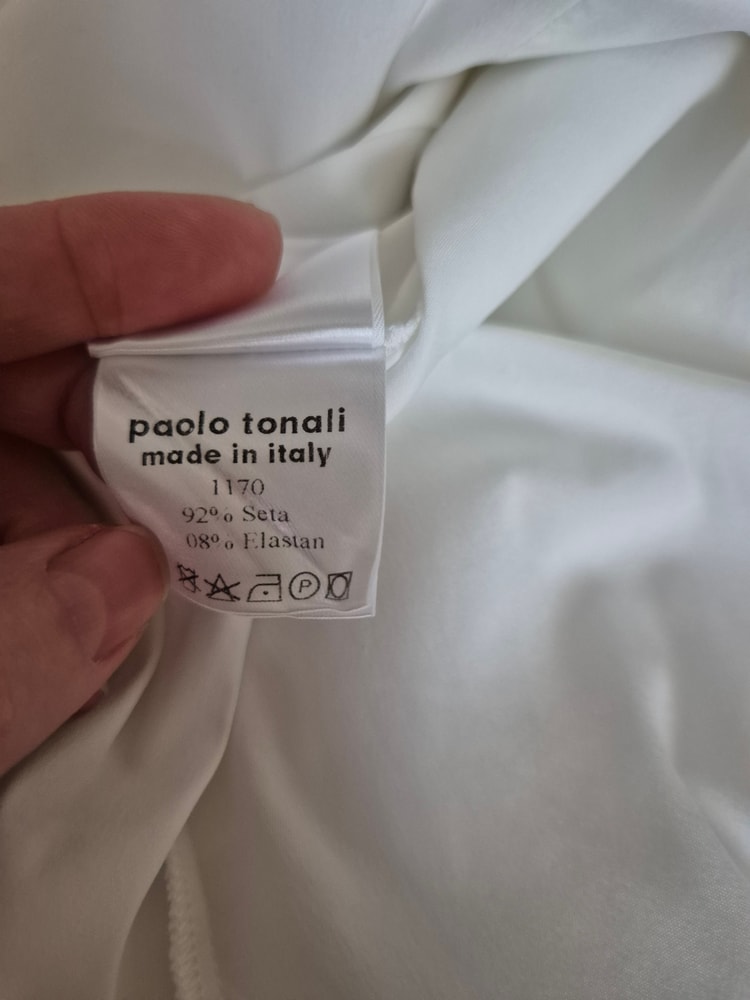 paolo tonali
made in italy
1170
92% Seta
08% Elastan
P